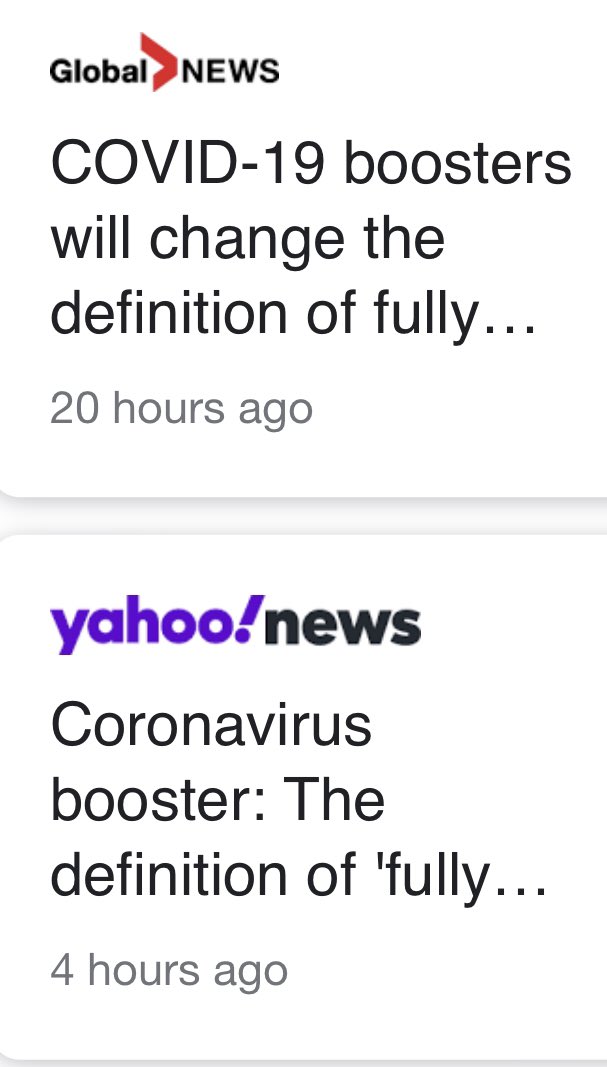 Global NEWS
COVID-19 boosters
will change the
definition of fully...
20 hours ago
yahoo!news
Coronavirus
booster: The
definition of 'fully...
4 hours ago